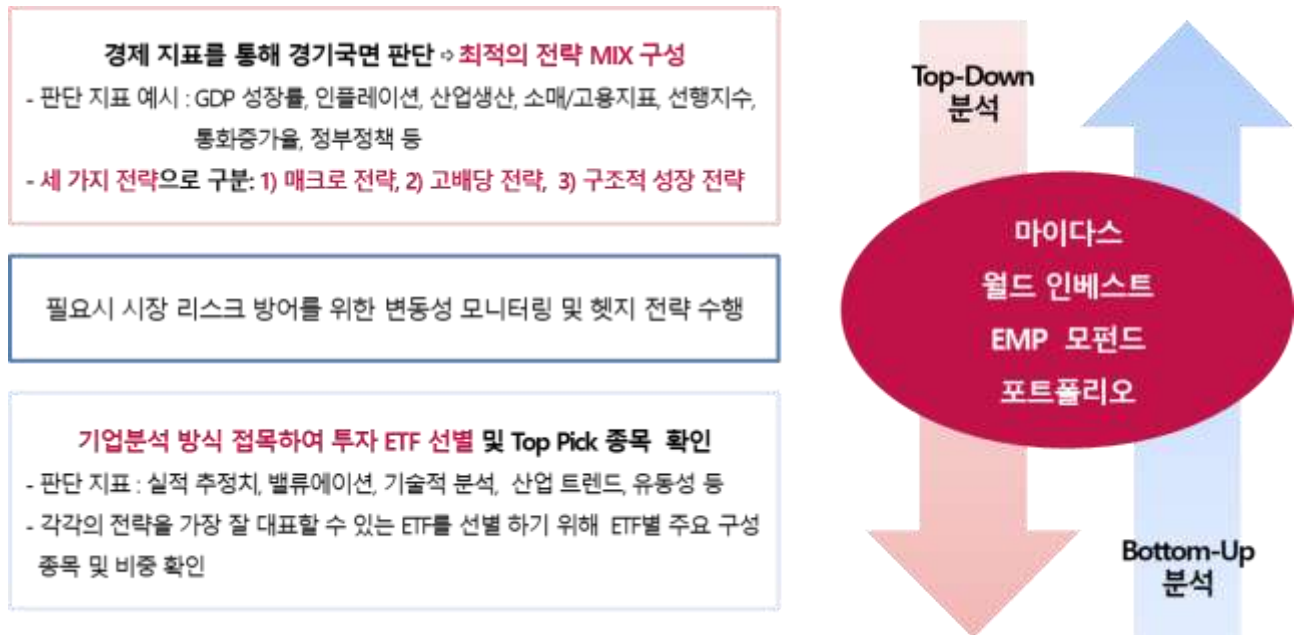 경제 지표를 통해 경기국면 판단 ⇨ 최적의 전략 MIX 구성
- 판단 지표 예시 : GDP 성장률, 인플레이션, 산업생산, 소매/고용지표, 선행지수,
통화증가율, 정부정책 등
- 세 가지 전략으로 구분: 1) 매크로 전략, 2) 고배당 전략, 3) 구조적 성장 전략
필요시 시장 리스크 방어를 위한 변동성 모니터링 및 헷지 전략 수행
기업분석 방식 접목하여 투자 ETF 선별 및 Top Pick 종목 확인
- 판단 지표 : 실적 추정치, 밸류에이션, 기술적 분석, 산업 트렌드, 유동성 등
- 각각의 전략을 가장 잘 대표할 수 있는 ETF를 선별 하기 위해 ETF별 주요 구성
종목 및 비중 확인
Top-Down
분석
마이다스
월드 인베스트
EMP 모펀드
포트폴리오
Bottom-Up
분석